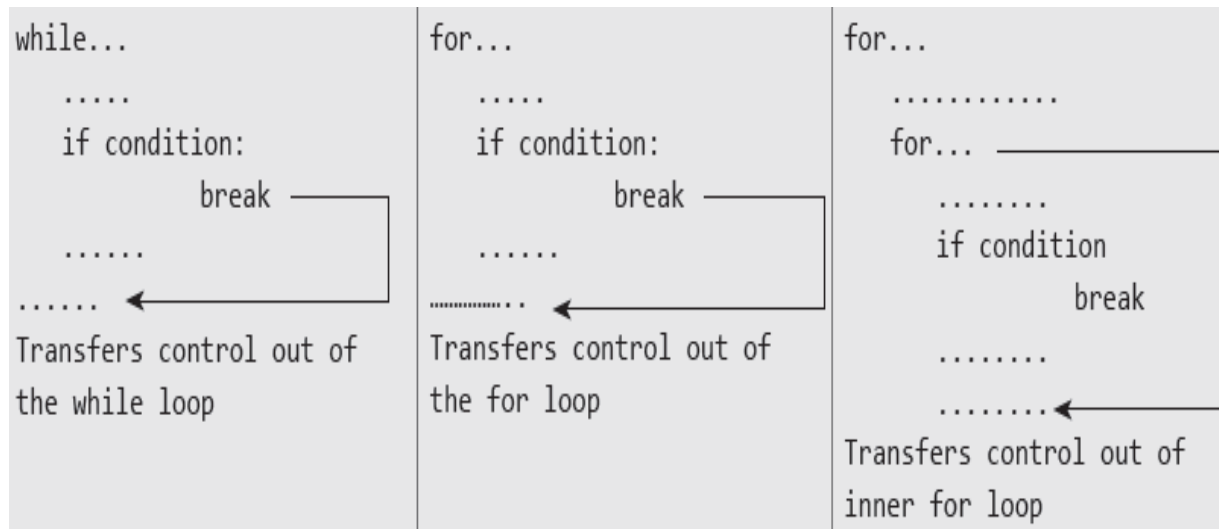 while...
.....
if condition:
break
......
......
Transfers control out of
the while loop
for...
.....
if condition:
break
......
................
Transfers control out of
the for loop
for...
............
for...
........
if condition
break
........
........
Transfers control out of
inner for loop